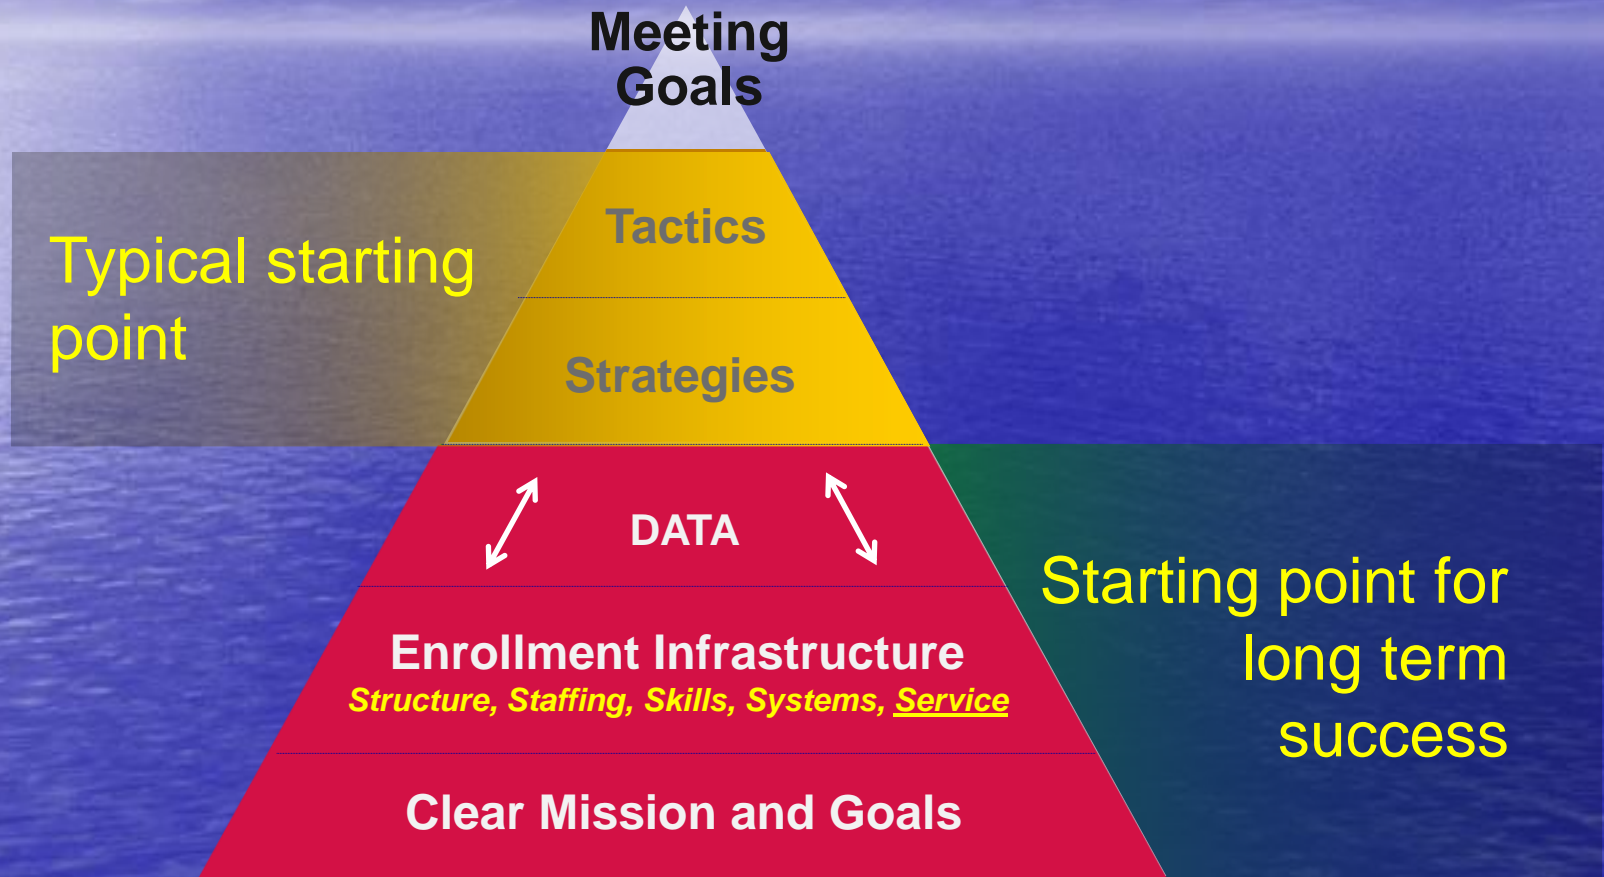 Meeting
Goals
Tactics
Typical starting
point
Strategies
DATA
Enrollment Infrastructure
Structure, Staffing, Skills, Systems, Service
Starting point for
long term
success
Clear Mission and Goals